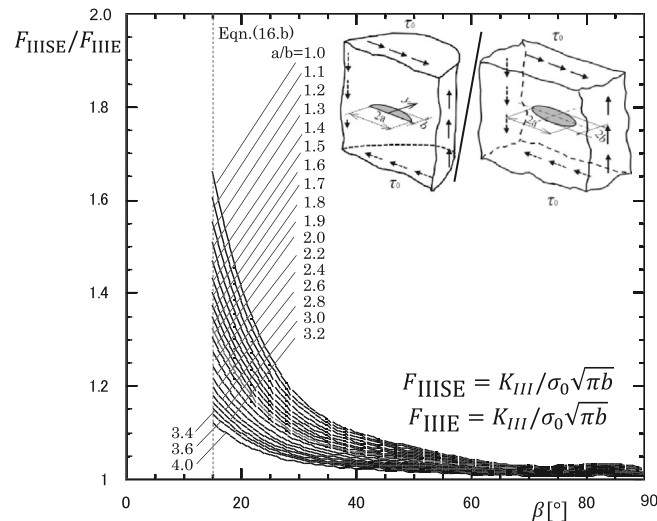 2.0
F_IIISE/F_IIIE
Eqn.(16.b)
a/b=1.0
1.1
1.2
1.3
1.4
1.5
1.6
1.7
1.8
1.9
2.0
2.2
2.4
2.6
2.8
3.0
3.2
3.4
3.6
4.0
1.8
1.6
1.4
1.2
1
τ₀
2a
b
τ₀
τ₀
2a
2b
τ₀
F_IIISE = K_III/σ₀√πb
F_IIIE = K_III/σ₀√πb
0
20
40
60
80
90
β[°]